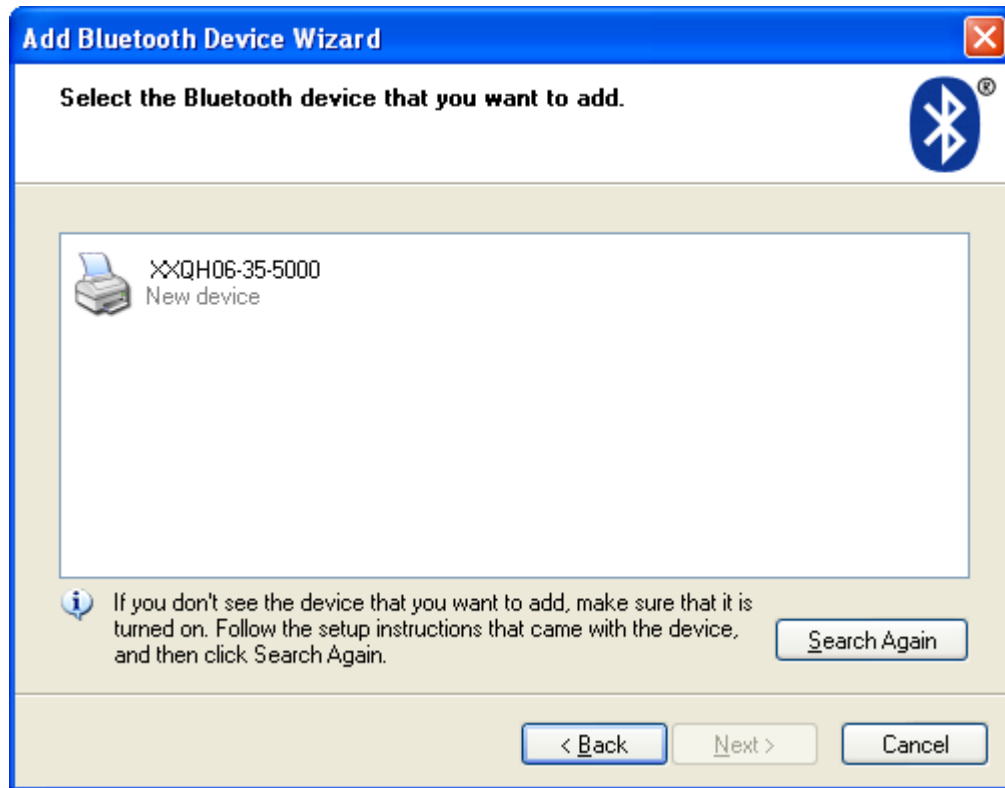 Add Bluetooth Device Wizard
Select the Bluetooth device that you want to add.
®
XXQH06-35-5000
New device
If you don't see the device that you want to add, make sure that it is
turned on. Follow the setup instructions that came with the device,
and then click Search Again.
Search Again
< Back
Next >
Cancel